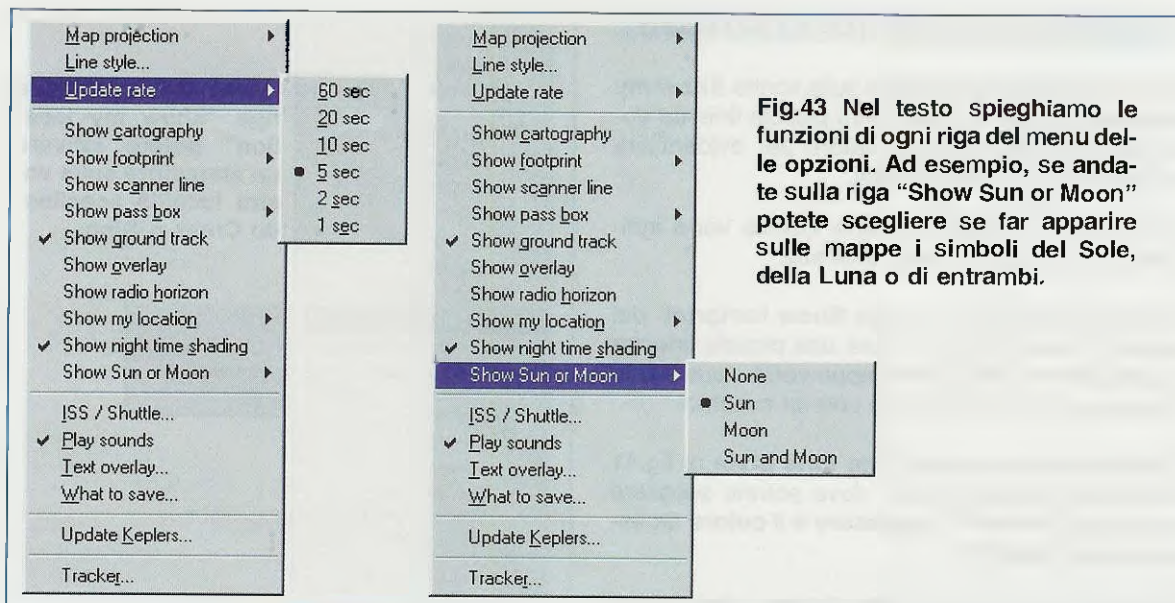 Map projection
Line style...
Update rate
Show cartography
Show footprint
Show scanner line
Show pass box
Show ground track
Show overlay
Show radio horizon
Show my location
Show night time shading
Show Sun or Moon
ISS / Shuttle...
Play sounds
Text overlay...
What to save...
Update Keplers...
Tracker...
60 sec
20 sec
10 sec
5 sec
2 sec
1 sec
Map projection
Line style...
Update rate
Show cartography
Show footprint
Show scanner line
Show pass box
Show ground track
Show overlay
Show radio horizon
Show my location
Show night time shading
Show Sun or Moon
ISS / Shuttle...
Play sounds
Text overlay...
What to save...
Update Keplers...
Tracker...
None
Sun
Moon
Sun and Moon
Fig.43 Nel testo spieghiamo le
funzioni di ogni riga del menu del-
le opzioni. Ad esempio, se anda-
te sulla riga “Show Sun or Moon”
potete scegliere se far apparire
sulle mappe i simboli del Sole,
della Luna o di entrambi.